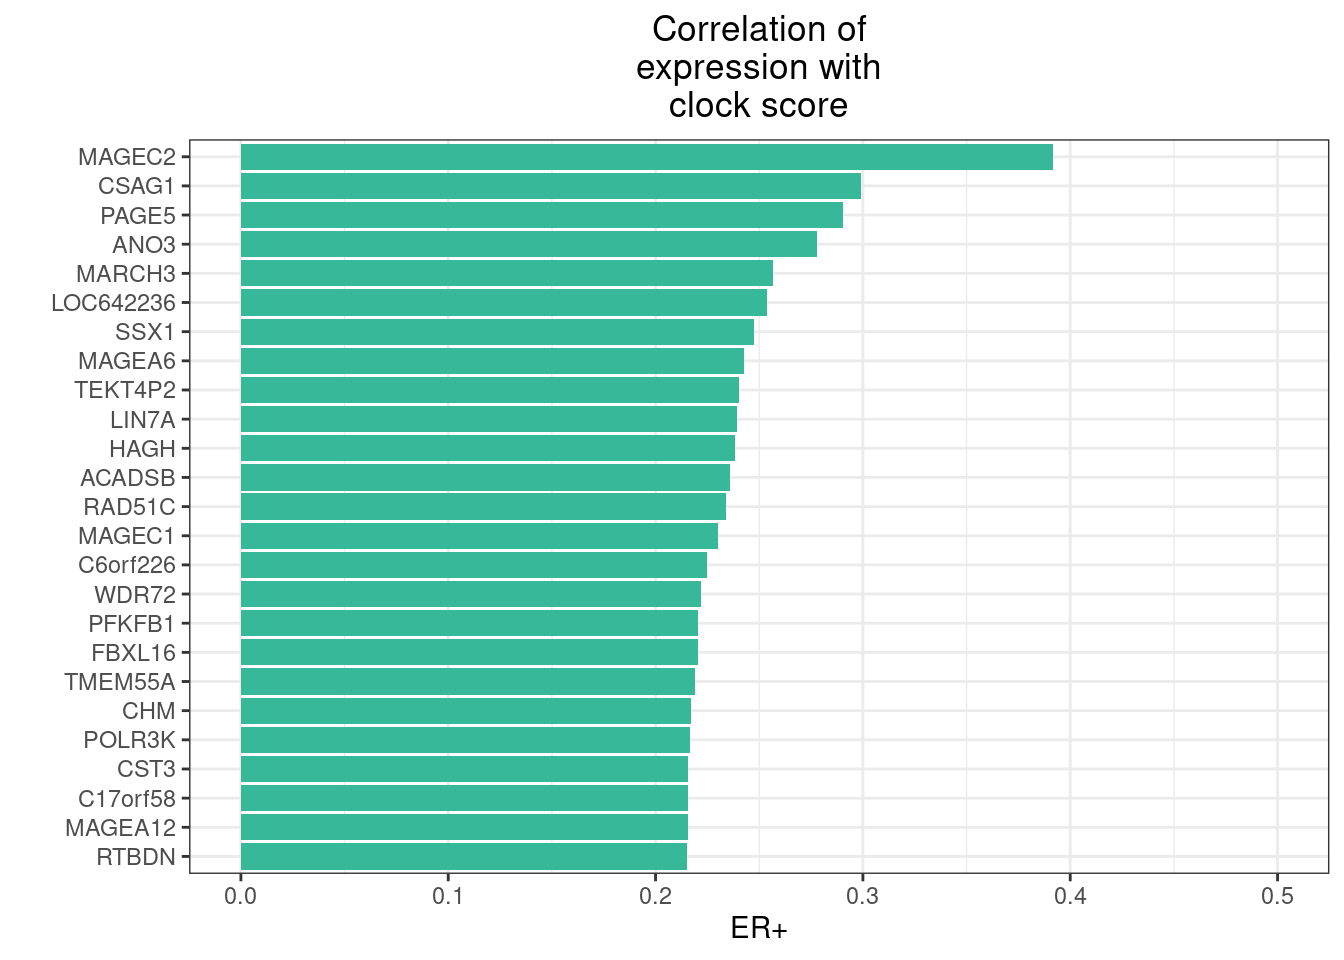 Correlation of
expression with
clock score
MAGEC2
CSAG1
PAGE5
ANO3
MARCH3
LOC642236
SSX1
MAGEA6
TEKT4P2
LIN7A
HAGH
ACADSB
RAD51C
MAGEC1
C6orf226
WDR72
PFKFB1
FBXL16
TMEM55A
CHM
POLR3K
CST3
C17orf58
MAGEA12
RTBDN
0.0 0.1 0.2 0.3 0.4 0.5
ER+